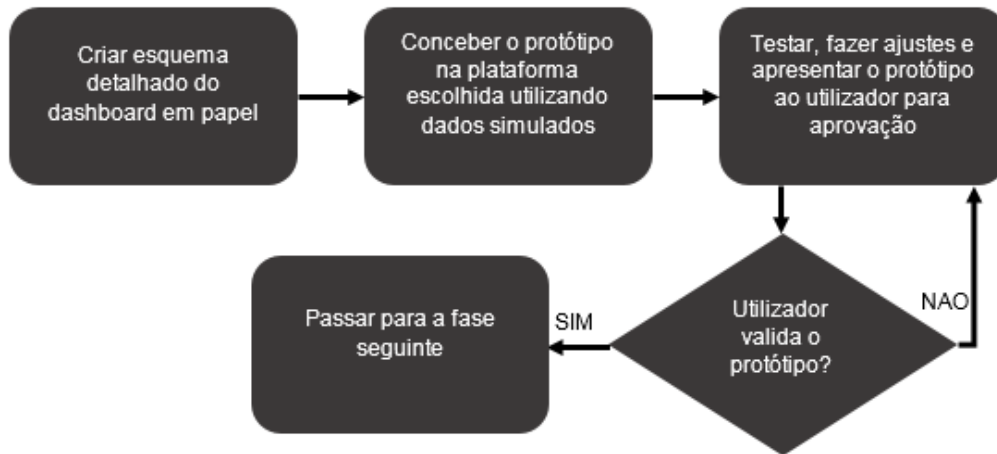 Criar esquema
detalhado do
dashboard em papel
Conceber o protótipo
na plataforma
escolhida utilizando
dados simulados
Testar, fazer ajustes e
apresentar o protótipo
ao utilizador para
aprovação
Utilizador
valida o
protótipo?
NAO
SIM
Passar para a fase
seguinte